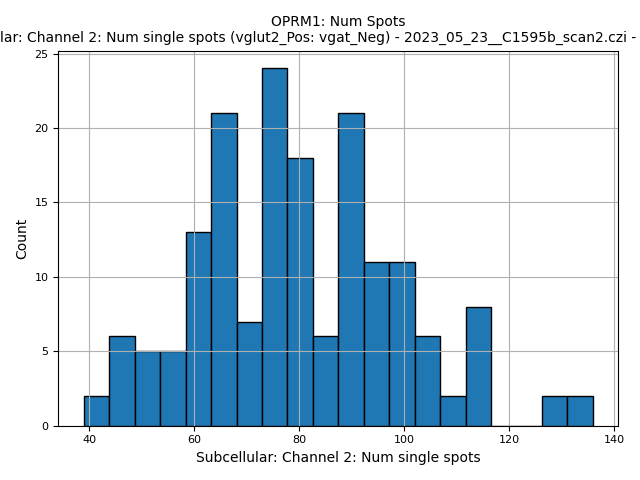 OPRM1: Num Spots
lar: Channel 2: Num single spots (vglut2_Pos: vgat_Neg) - 2023_05_23__C1595b_scan2.czi -
25
20
15
10
5
0
Count
40 60 80 100 120 140
Subcellular: Channel 2: Num single spots